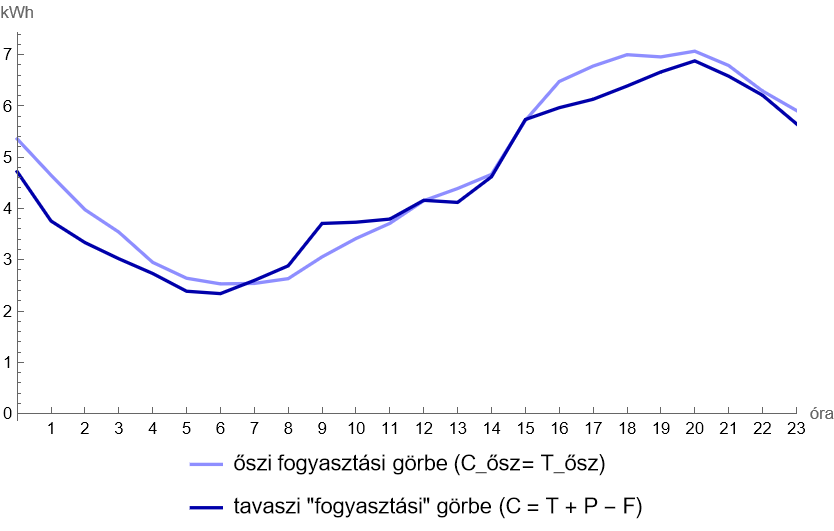 kWh
7
6
5
4
3
2
1
0
1 2 3 4 5 6 7 8 9 10 11 12 13 14 15 16 17 18 19 20 21 22 23
óra
őszi fogyasztási görbe (C_ősz= T_ősz)
tavaszi "fogyasztási" görbe (C = T + P − F)